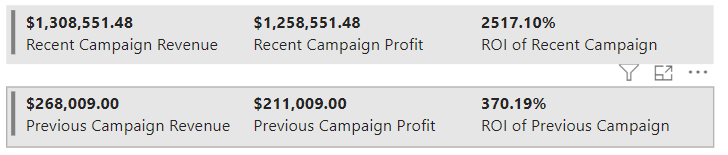 $1,308,551.48 $1,258,551.48 2517.10%
Recent Campaign Revenue Recent Campaign Profit ROI of Recent Campaign
$268,009.00 $211,009.00 370.19%
Previous Campaign Revenue Previous Campaign Profit ROI of Previous Campaign